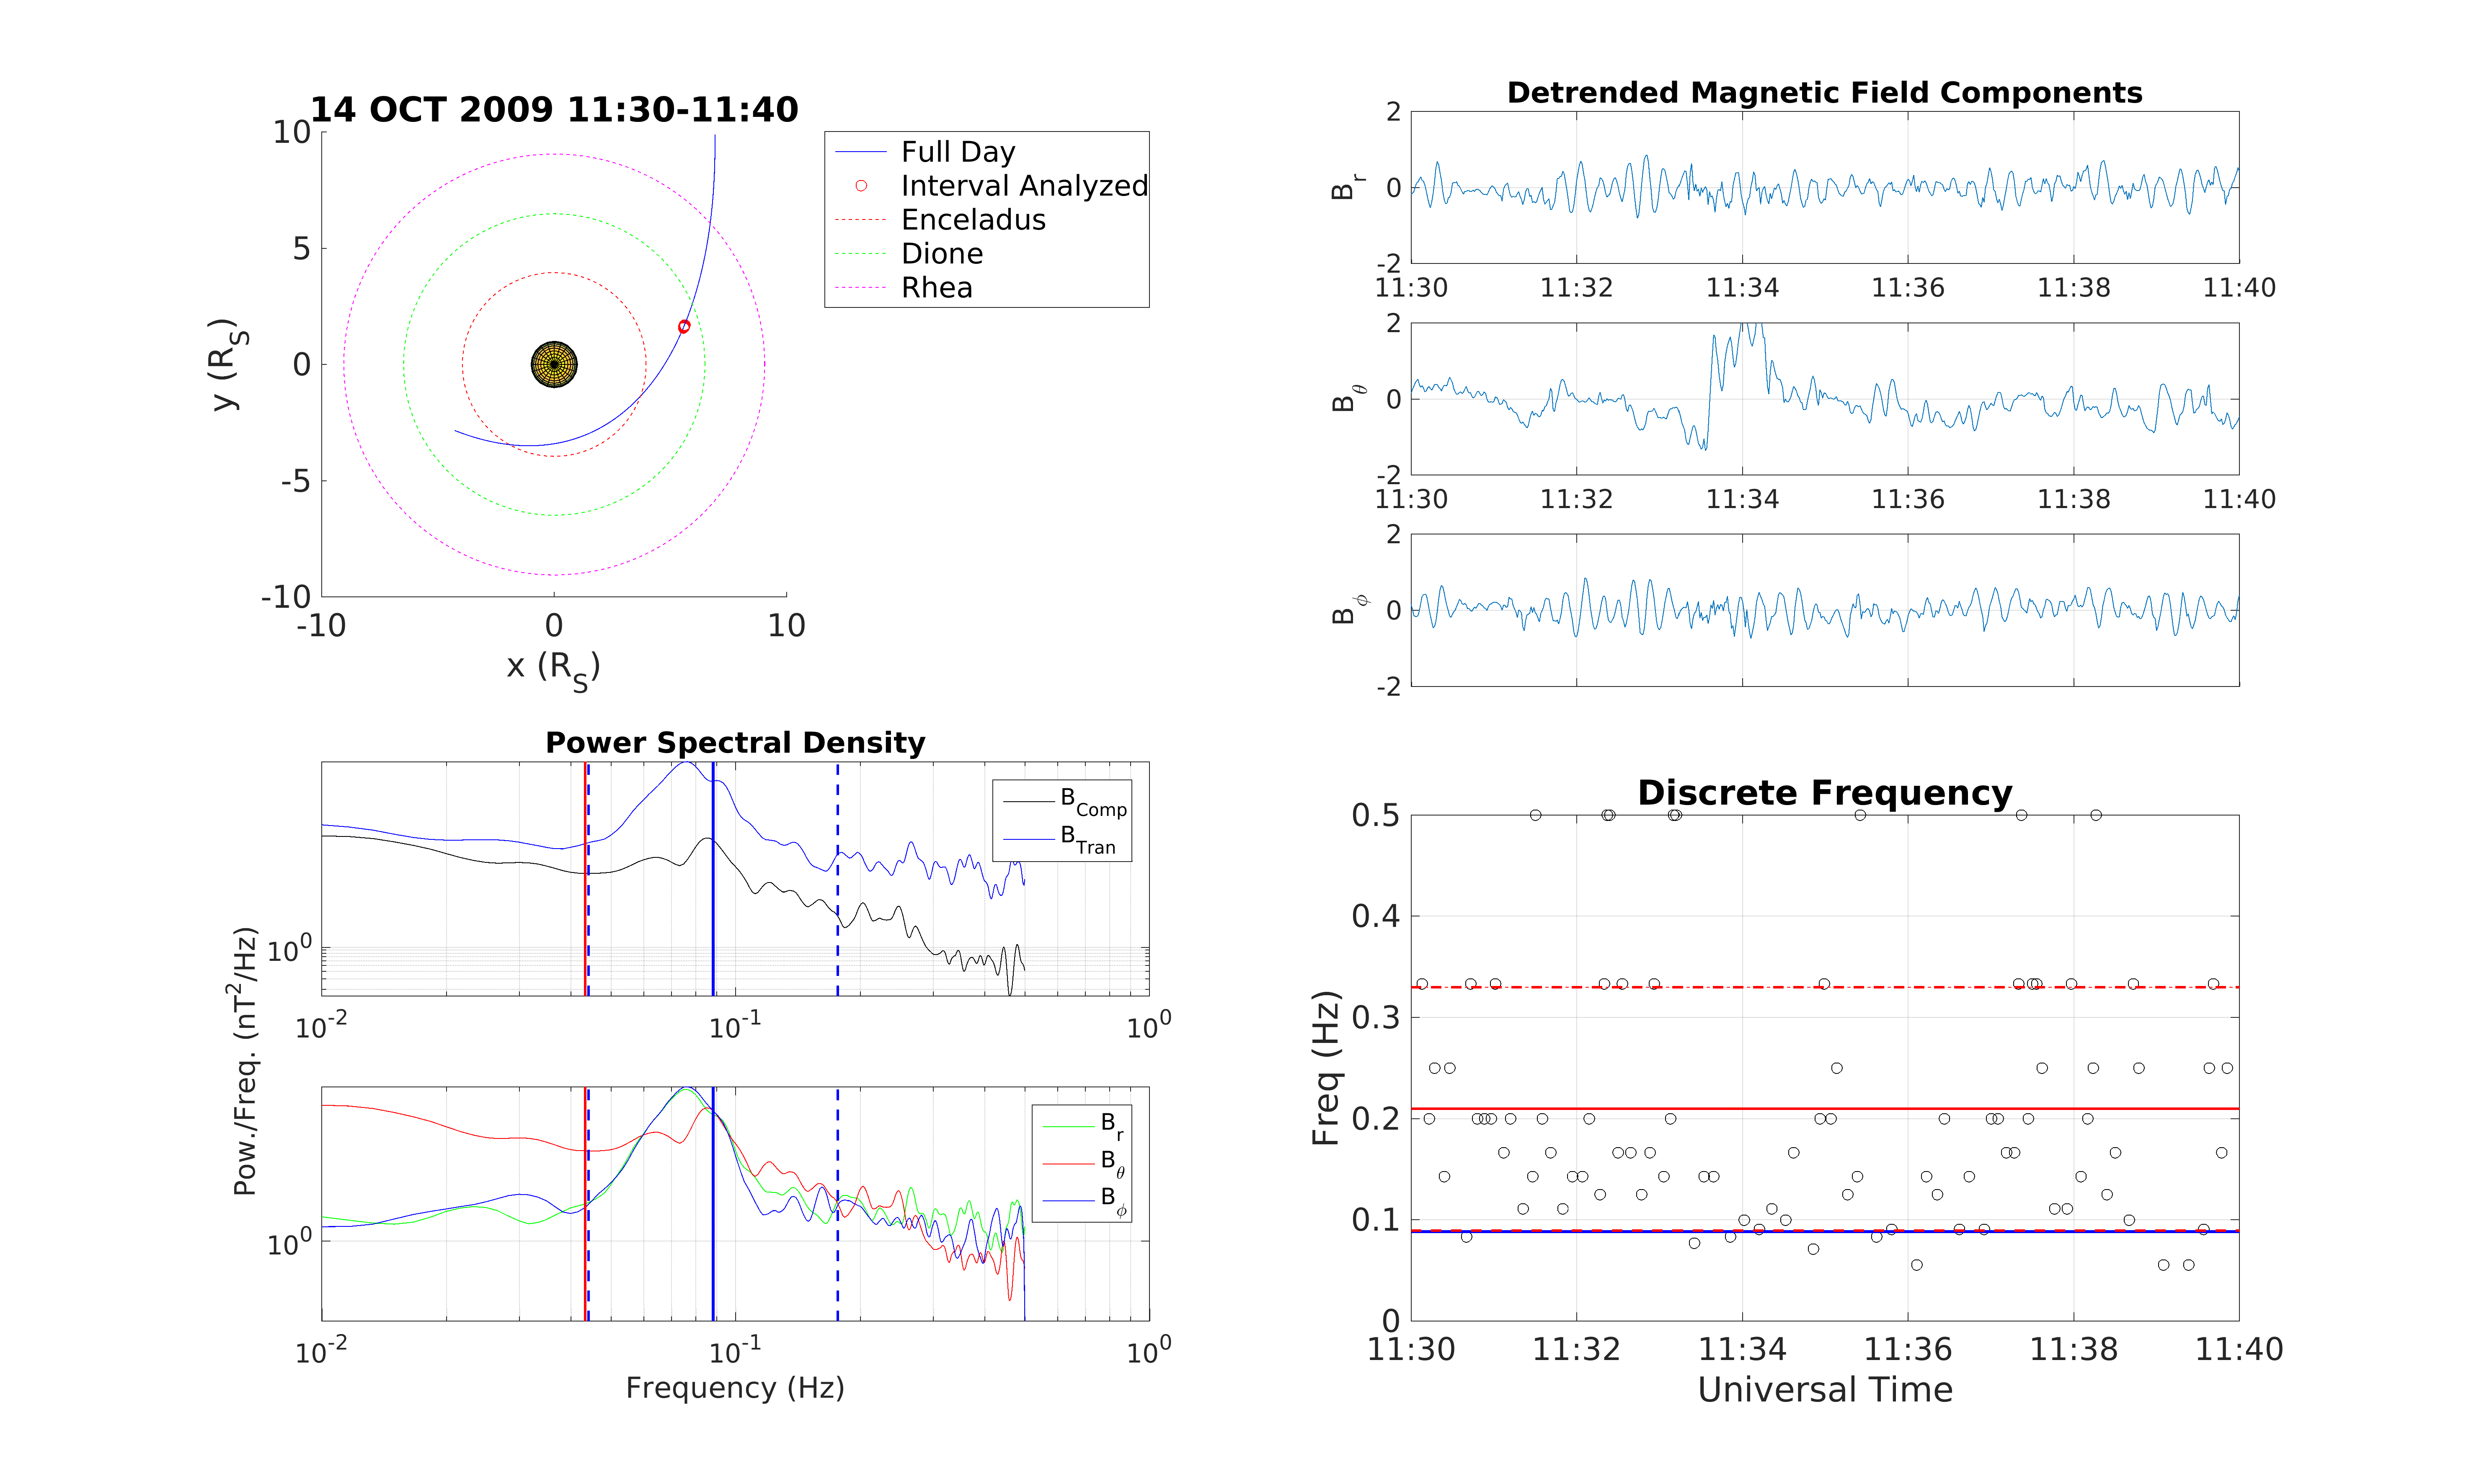 14 OCT 2009 11:30-11:40
10
5
0
-5
-10
-10 0 10
y (R_S)
x (R_S)
Full Day
Interval Analyzed
Enceladus
Dione
Rhea
Detrended Magnetic Field Components
2
0
-2
B_r
11:30 11:32 11:34 11:36 11:38 11:40
2
0
-2
B_θ
11:30 11:32 11:34 11:36 11:38 11:40
2
0
-2
B_ϕ
Power Spectral Density
10^0
10^-2 10^-1 10^0
B_Comp
B_Tran
Pow./Freq. (nT^2/Hz)
10^0
10^-2 10^-1 10^0
B_r
B_θ
B_ϕ
Frequency (Hz)
Discrete Frequency
0.5
0.4
0.3
0.2
0.1
0
Freq (Hz)
11:30 11:32 11:34 11:36 11:38 11:40
Universal Time